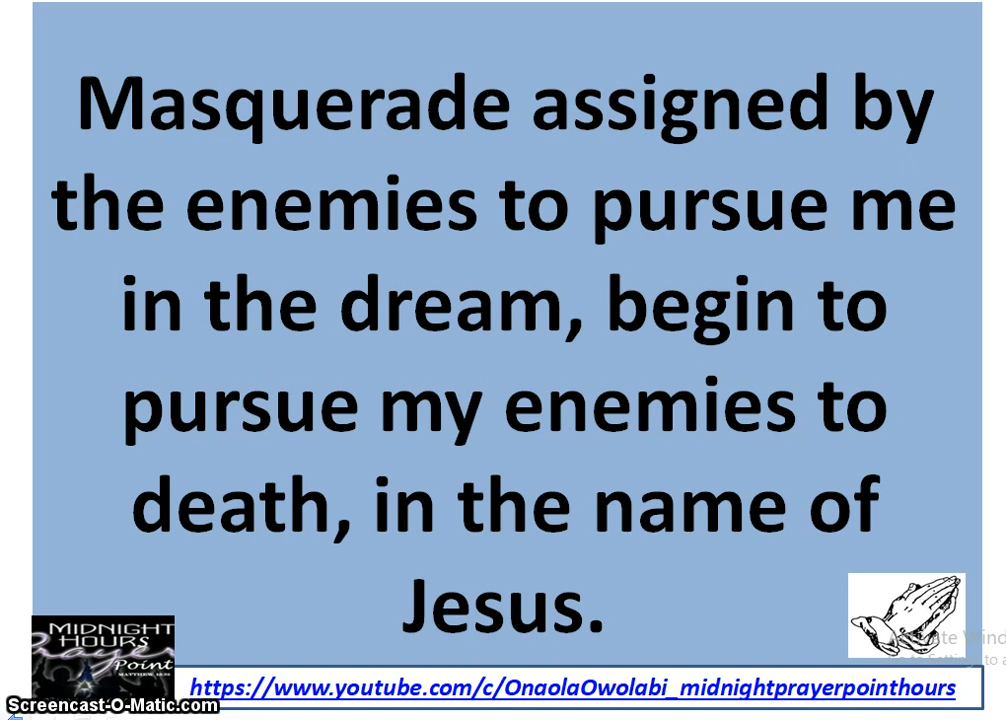 Masquerade assigned by
the enemies to pursue me
in the dream, begin to
pursue my enemies to
death, in the name of
Jesus.
MIDNIGHT
HOURS
Prayer
Point
https://www.youtube.com/c/OnaolaOwolabi_midnightprayerpointhours
Screencast-O-Matic.com